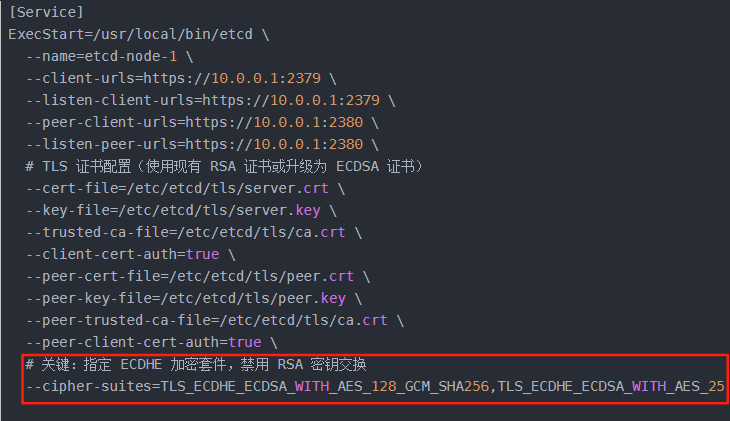 [Service]
ExecStart=/usr/local/bin/etcd \
--name=etcd-node-1 \
--client-urls=https://10.0.0.1:2379 \
--listen-client-urls=https://10.0.0.1:2379 \
--peer-client-urls=https://10.0.0.1:2380 \
--listen-peer-urls=https://10.0.0.1:2380 \
# TLS 证书配置（使用现有 RSA 证书或升级为 ECDSA 证书）
--cert-file=/etc/etcd/tls/server.crt \
--key-file=/etc/etcd/tls/server.key \
--trusted-ca-file=/etc/etcd/tls/ca.crt \
--client-cert-auth=true \
--peer-cert-file=/etc/etcd/tls/peer.crt \
--peer-key-file=/etc/etcd/tls/peer.key \
--peer-trusted-ca-file=/etc/etcd/tls/ca.crt \
--peer-client-cert-auth=true \
# 关键：指定 ECDHE 加密套件，禁用 RSA 密钥交换
--cipher-suites=TLS_ECDHE_ECDSA_WITH_AES_128_GCM_SHA256,TLS_ECDHE_ECDSA_WITH_AES_25